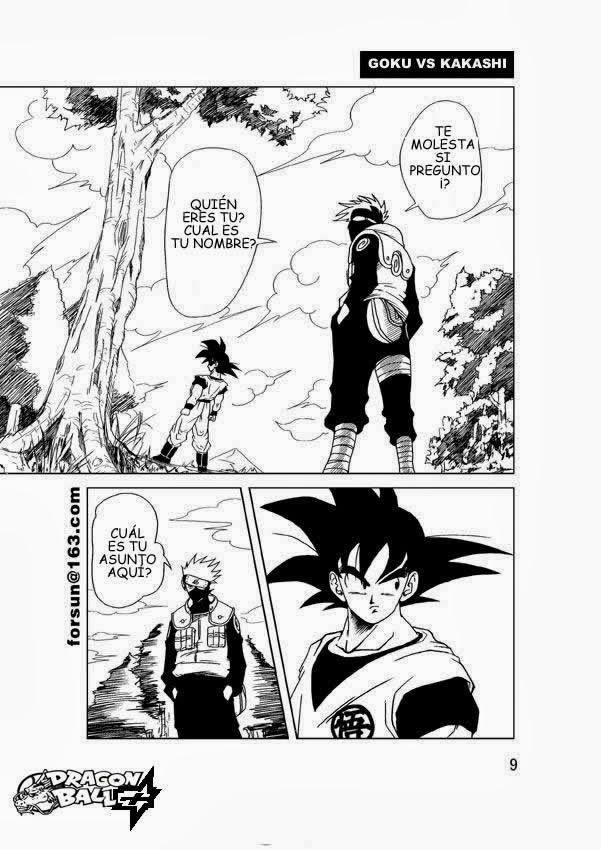 GOKU VS KAKASHI
TE
MOLESTA
SI
PREGUNTO
¡?
QUIÉN
ERES TU?
CUAL ES
TU NOMBRE?
forsun@163.com
CUÁL
ES TU
ASUNTO
AQUÍ?
悟
9
DRAGON
BALL